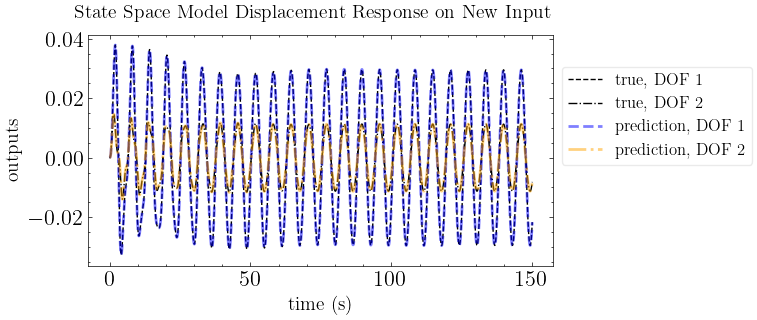 State Space Model Displacement Response on New Input
0.04
0.02
0.00
−0.02
outputs
0
50
100
150
time (s)
true, DOF 1
true, DOF 2
prediction, DOF 1
prediction, DOF 2